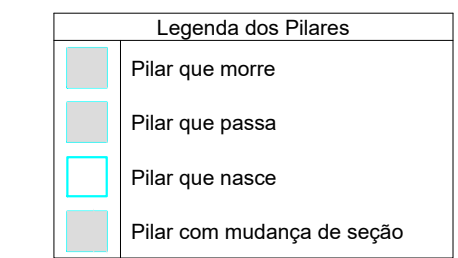 Legenda dos Pilares
Pilar que morre
Pilar que passa
Pilar que nasce
Pilar com mudança de seção